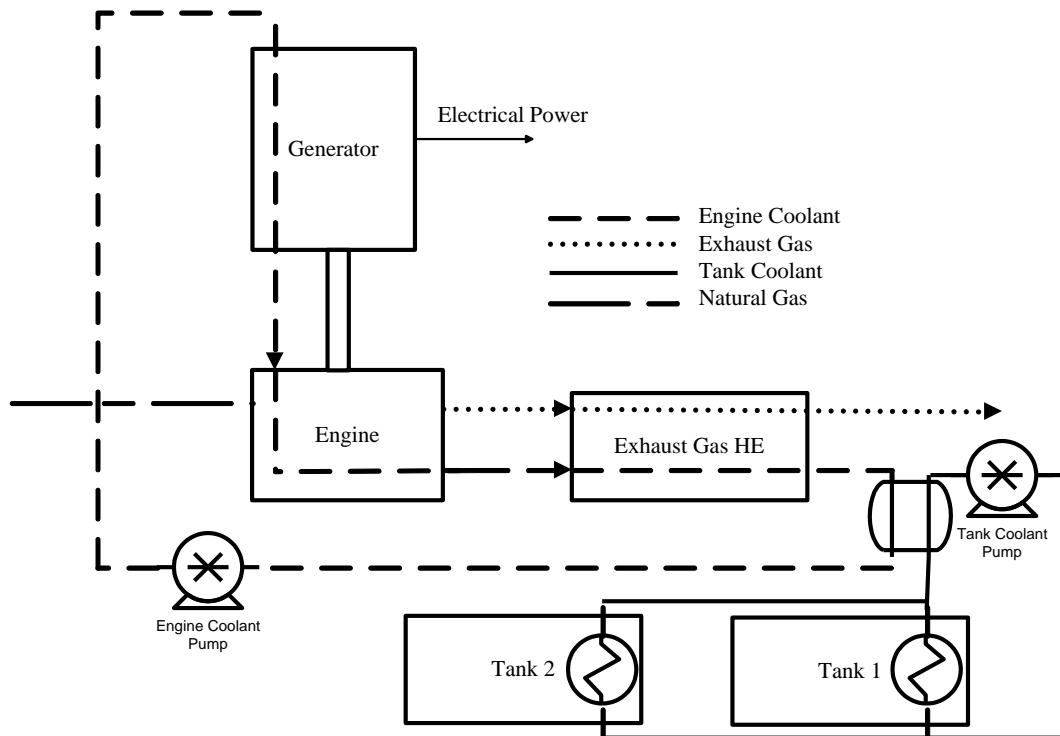 Electrical Power
Generator
Engine Coolant
Exhaust Gas
Tank Coolant
Natural Gas
Engine
Exhaust Gas HE
Tank Coolant
Pump
Engine Coolant
Pump
Tank 2
Tank 1